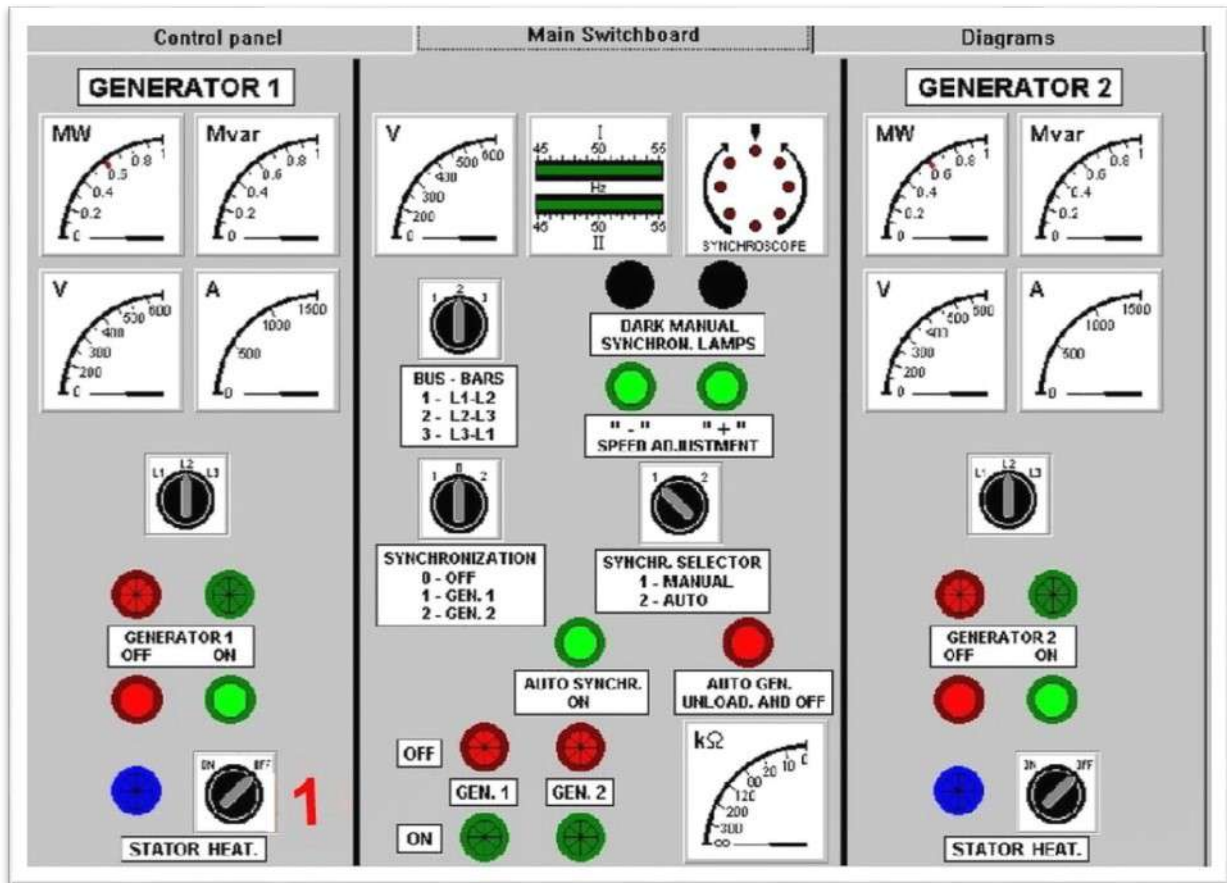 Control panel
Main Switchboard
Diagrams
GENERATOR 1
MW
0 0.2 0.4 0.6 0.8 1
Mvar
0 0.2 0.4 0.6 0.8 1
V
0 200 300 400 500 600
A
0 500 1000 1500
L1 L2 L3
GENERATOR 1
OFF ON
ON OFF
1
STATOR HEAT.
V
0 200 300 400 500 600
I
45 50 55
Hz
45 50 55
II
SYNCHROSCOPE
1 2 3
BUS - BARS
1 - L1-L2
2 - L2-L3
3 - L3-L1
DARK MANUAL
SYNCHRON. LAMPS
" - " " + "
SPEED ADJUSTMENT
1 0 2
SYNCHRONIZATION
0 - OFF
1 - GEN. 1
2 - GEN. 2
1 2
SYNCHR. SELECTOR
1 - MANUAL
2 - AUTO
AUTO SYNCHR.
ON
AUTO GEN.
UNLOAD. AND OFF
OFF
GEN. 1 GEN. 2
ON
kΩ
∞ 300 200 120 20 10 0
GENERATOR 2
MW
0 0.2 0.4 0.6 0.8 1
Mvar
0 0.2 0.4 0.6 0.8 1
V
0 200 300 400 500 600
A
0 500 1000 1500
L1 L2 L3
GENERATOR 2
OFF ON
ON OFF
STATOR HEAT.